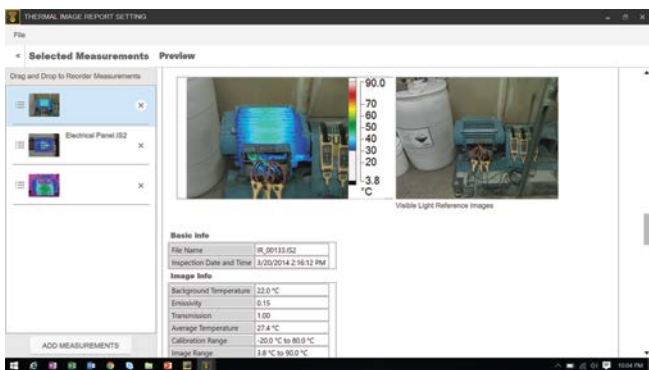 THERMAL IMAGE REPORT SETTING
File
< Selected Measurements Preview
Drag and Drop to Reorder Measurements
Electrical Panel.IS2
ADD MEASUREMENTS
90.0
70
60
50
40
30
20
3.8
°C
Visible Light Reference Images
Basic info
File Name IR_00133.IS2
Inspection Date and Time 3/20/2014 2:16:12 PM
Image Info
Background Temperature 22.0 °C
Emissivity 0.15
Transmission 1.00
Average Temperature 27.4 °C
Calibration Range -20.0 °C to 80.0 °C
Image Range 3.8 °C to 90.0 °C
10:04 PM